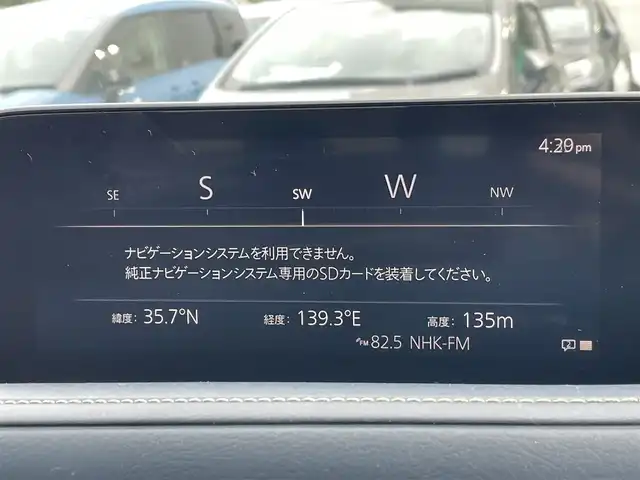 4:29 pm
SE S SW W NW
ナビゲーションシステムを利用できません。
純正ナビゲーションシステム専用のSDカードを装着してください。
緯度: 35.7°N 経度: 139.3°E 高度: 135m
FM 82.5 NHK-FM 2